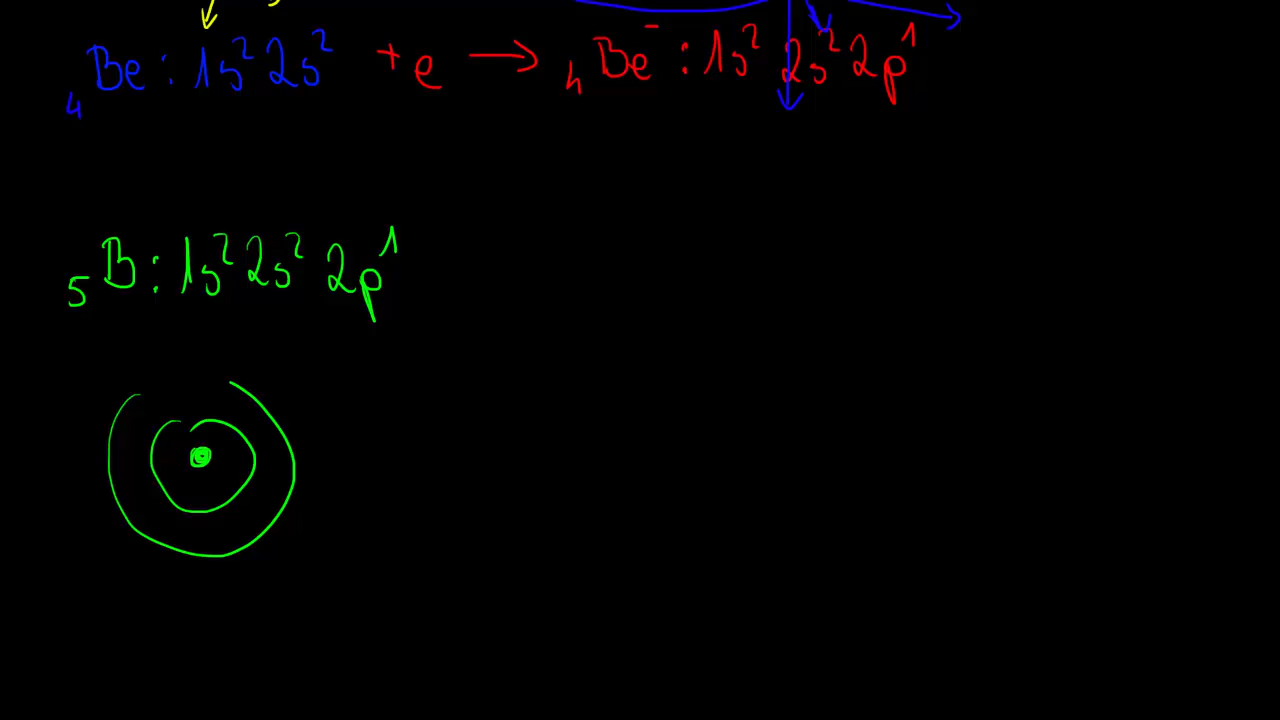 ₄Be : 1s² 2s² + e → ₄Be⁻ : 1s² 2s² 2p¹
₅B : 1s² 2s² 2p¹